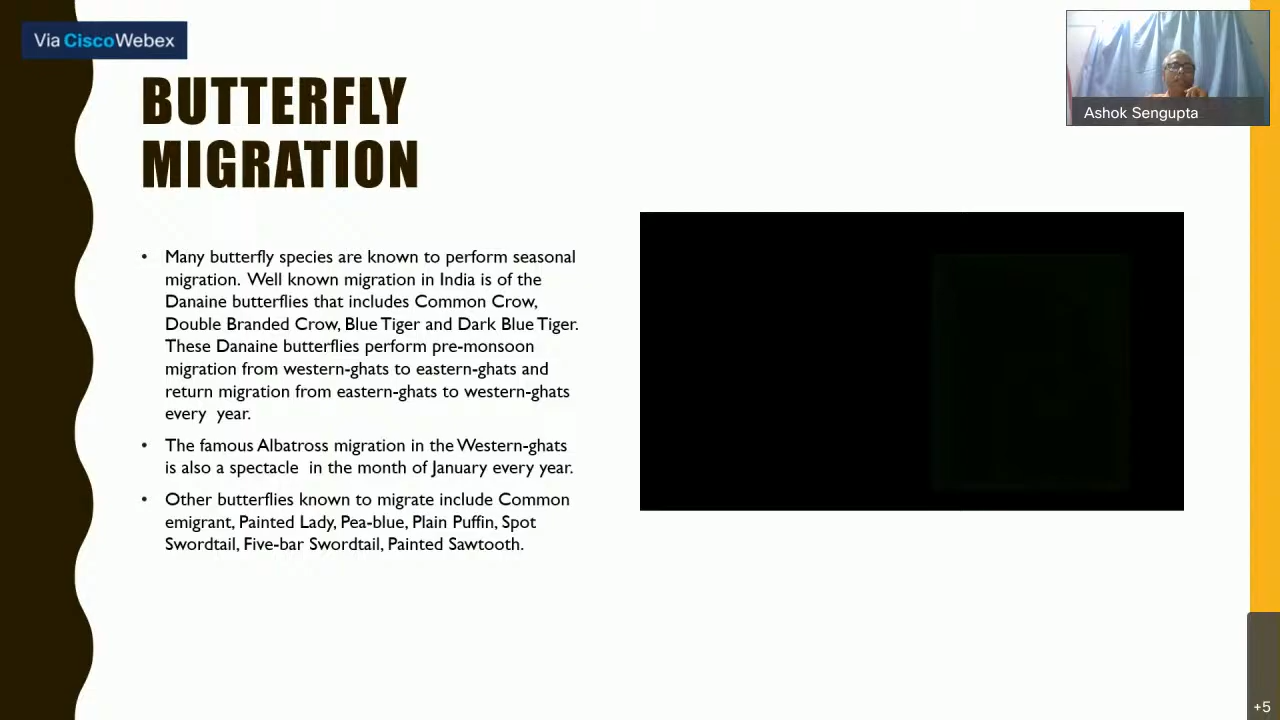 Via CiscoWebex
Ashok Sengupta
BUTTERFLY
MIGRATION
• Many butterfly species are known to perform seasonal
migration. Well known migration in India is of the
Danaine butterflies that includes Common Crow,
Double Branded Crow, Blue Tiger and Dark Blue Tiger.
These Danaine butterflies perform pre-monsoon
migration from western-ghats to eastern-ghats and
return migration from eastern-ghats to western-ghats
every year.
• The famous Albatross migration in the Western-ghats
is also a spectacle in the month of January every year.
• Other butterflies known to migrate include Common
emigrant, Painted Lady, Pea-blue, Plain Puffin, Spot
Swordtail, Five-bar Swordtail, Painted Sawtooth.
+5